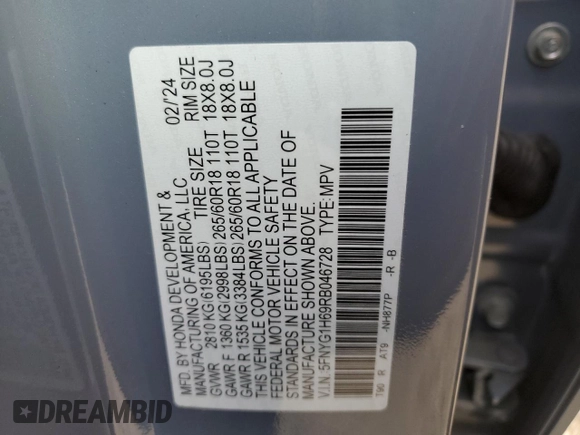 MFD. BY HONDA DEVELOPMENT & 02/'24
MANUFACTURING OF AMERICA, LLC
TIRE SIZE RIM SIZE
GVWR 2810 KG(6195LBS)
GAWR F 1360 KG(2998LBS) 265/60R18 110T 18X8.0J
GAWR R 1535 KG(3384LBS) 265/60R18 110T 18X8.0J
THIS VEHICLE CONFORMS TO ALL APPLICABLE
FEDERAL MOTOR VEHICLE SAFETY
STANDARDS IN EFFECT ON THE DATE OF
MANUFACTURE SHOWN ABOVE.
V.I.N.: 5FNYG1H69RB046728 TYPE: MPV
T90 R AT9 -NH877P -R -B
DREAMBID